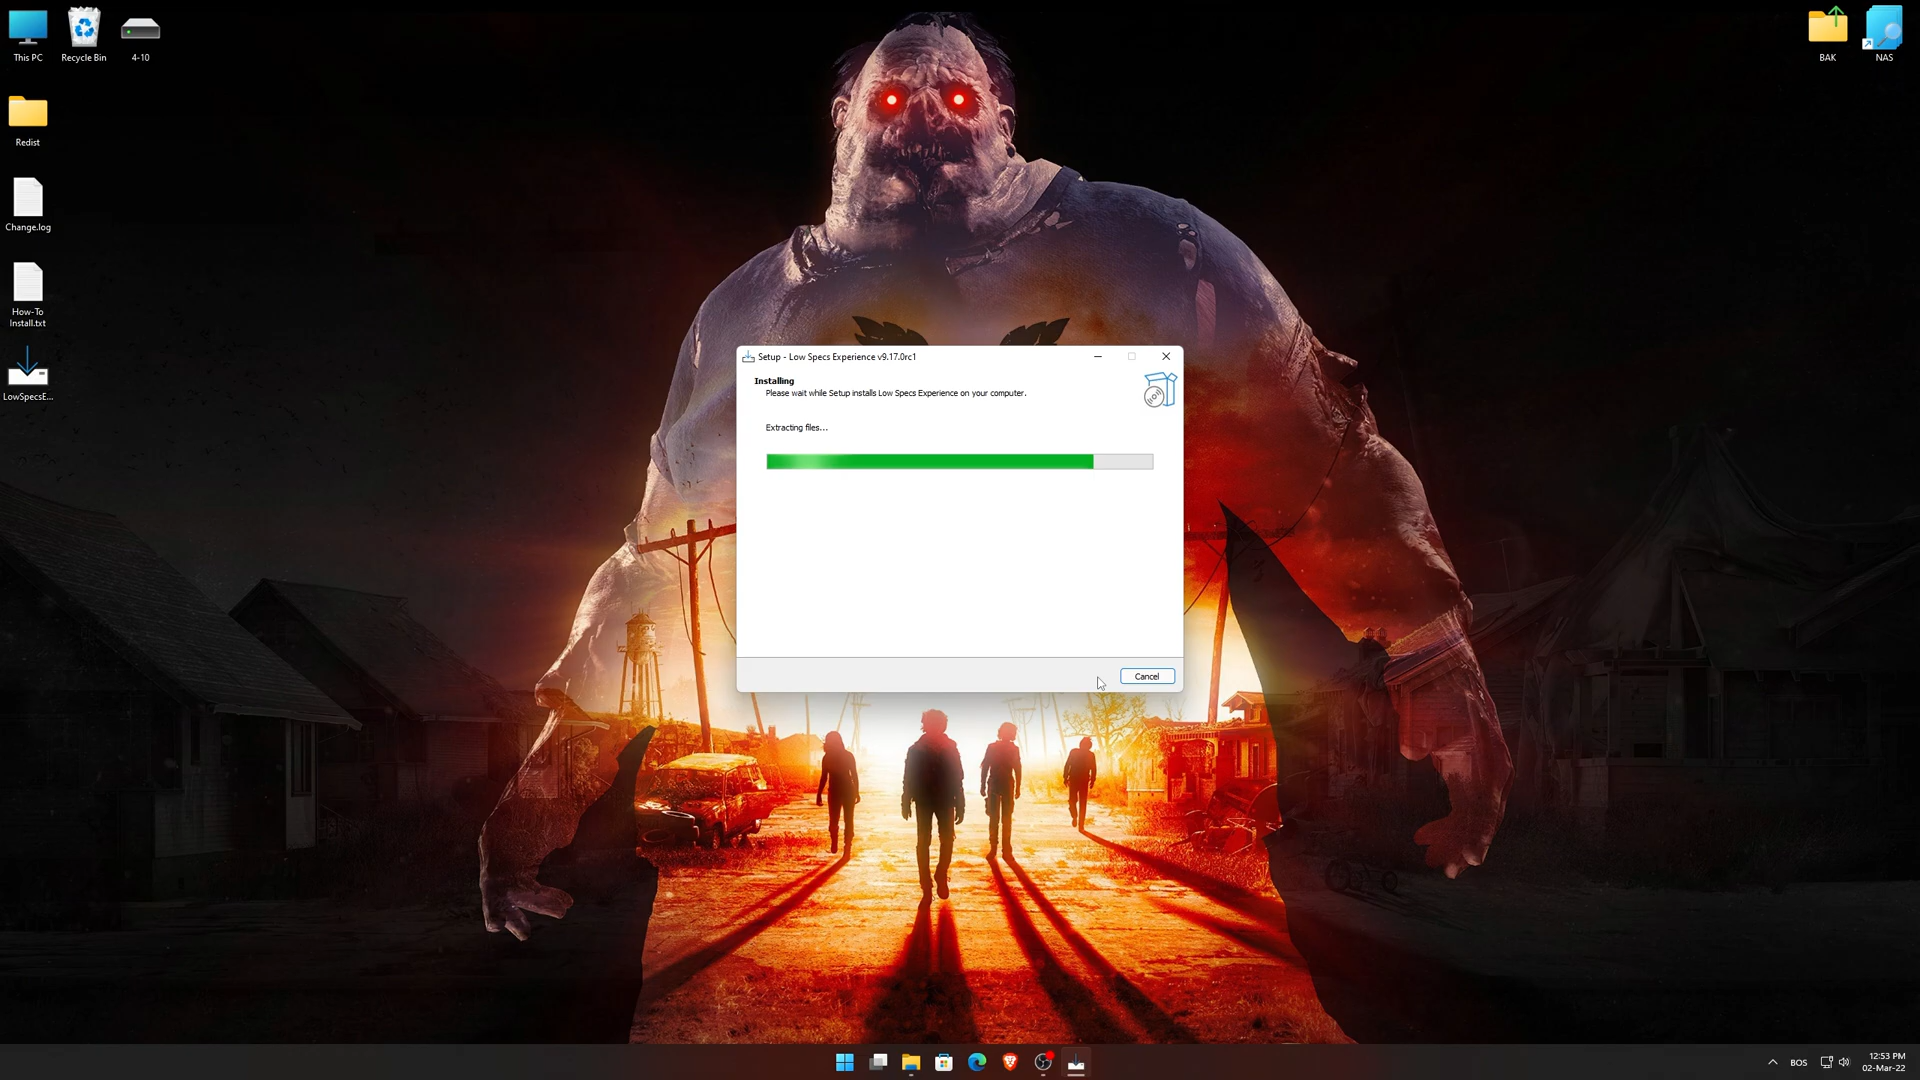 This PC
Recycle Bin
4-10
BAK
NAS
Redist
Change.log
How-To
Install.txt
LowSpecsE...
Setup - Low Specs Experience v9.17.0rc1
Installing
Please wait while Setup installs Low Specs Experience on your computer.
Extracting files...
Cancel
BOS
12:53 PM
02-Mar-22